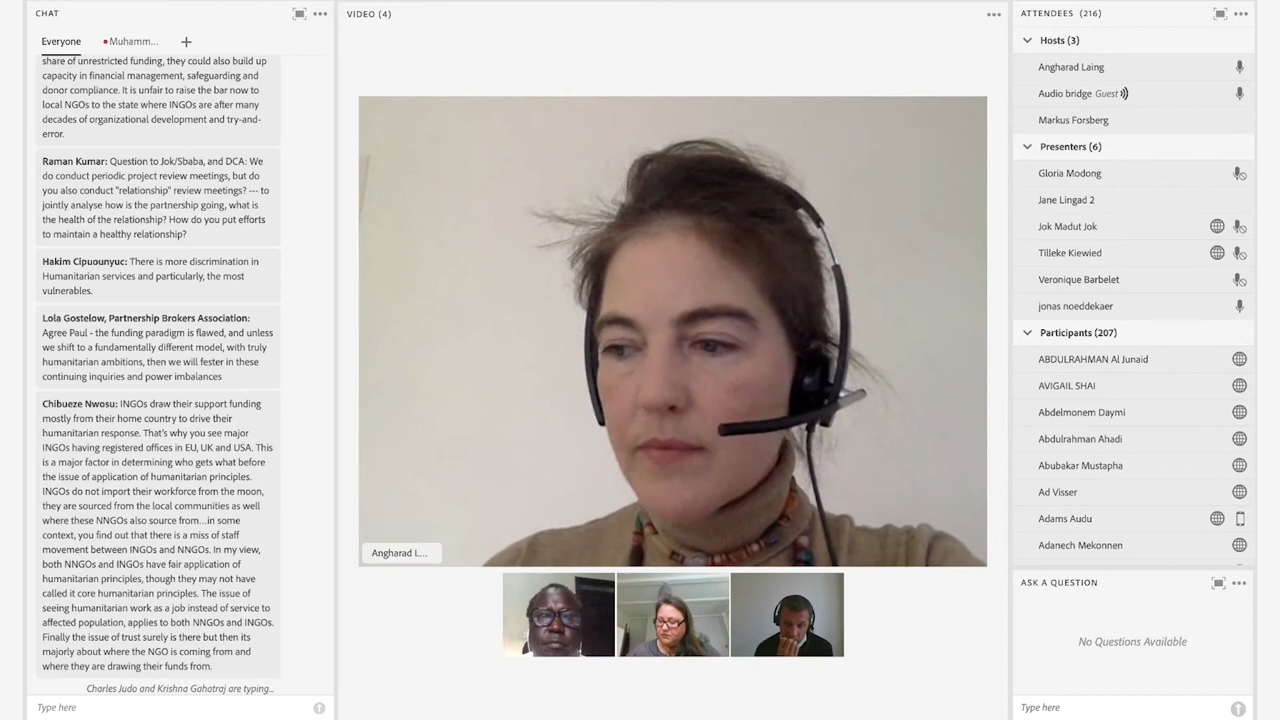 CHAT
Everyone
Muhamm...
share of unrestricted funding, they could also build up
capacity in financial management, safeguarding and
donor compliance. It is unfair to raise the bar now to
local NGOs to the state where INGOs are after many
decades of organizational development and try-and-
error.
Raman Kumar: Question to Jok/Sbaba, and DCA: We
do conduct periodic project review meetings, but do
you also conduct "relationship" review meetings? --- to
jointly analyse how is the partnership going, what is
the health of the relationship? How do you put efforts
to maintain a healthy relationship?
Hakim Cipuounyuc: There is more discrimination in
Humanitarian services and particularly, the most
vulnerables.
Lola Gostelow, Partnership Brokers Association:
Agree Paul - the funding paradigm is flawed, and unless
we shift to a fundamentally different model, with truly
humanitarian ambitions, then we will fester in these
continuing inquiries and power imbalances
Chibueze Nwosu: INGOs draw their support funding
mostly from their home country to drive their
humanitarian response. That's why you see major
INGOs having registered offices in EU, UK and USA. This
is a major factor in determining who gets what before
the issue of application of humanitarian principles.
INGOs do not import their workforce from the moon,
they are sourced from the local communities as well
where these NNGOs also source from...in some
context, you find out that there is a miss of staff
movement between INGOs and NNGOs. In my view,
both NNGOs and INGOs have fair application of
humanitarian principles, though they may not have
called it core humanitarian principles. The issue of
seeing humanitarian work as a job instead of service to
affected population, applies to both NNGOs and INGOs.
Finally the issue of trust surely is there but then its
majorly about where the NGO is coming from and
where they are drawing their funds from.
Charles Judo and Krishna Gahatraj are typing...
Type here
VIDEO (4)
Angharad L...
ATTENDEES (216)
Hosts (3)
Angharad Laing
Audio bridge Guest
Markus Forsberg
Presenters (6)
Gloria Modong
Jane Lingad 2
Jok Madut Jok
Tilleke Kiewied
Veronique Barbelet
jonas noeddekaer
Participants (207)
ABDULRAHMAN Al Junaid
AVIGAIL SHAI
Abdelmonem Daymi
Abdulrahman Ahadi
Abubakar Mustapha
Ad Visser
Adams Audu
Adanech Mekonnen
ASK A QUESTION
No Questions Available
Type here